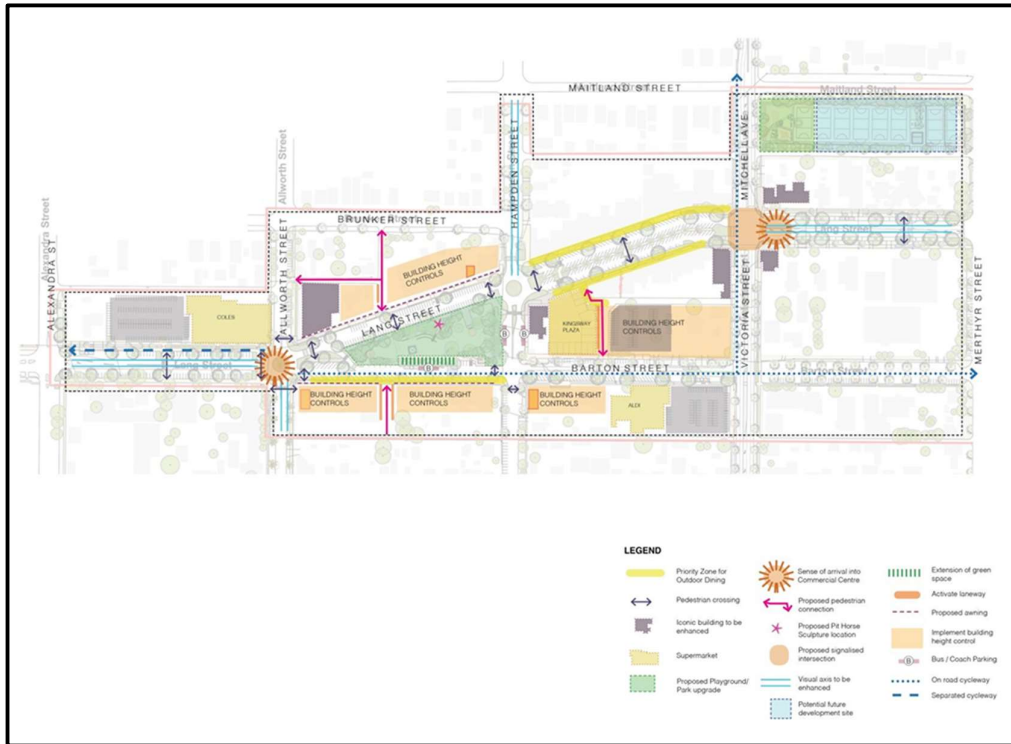 MAITLAND STREET
Maitland Street
HAMPDEN STREET
MITCHELL AVE
Allworth Street
Alexandra Street
BRUNKER STREET
Lang Street
ALEXANDRA ST
ALLWORTH STREET
BUILDING HEIGHT
CONTROLS
COLES
LANG STREET
KINGSWAY
PLAZA
BUILDING HEIGHT
CONTROLS
VICTORIA STREET
MERTHYR STREET
Long Street
B
B
B
BARTON STREET
BUILDING HEIGHT
CONTROLS
BUILDING HEIGHT
CONTROLS
BUILDING HEIGHT
CONTROLS
ALDI
LEGEND
Priority Zone for
Outdoor Dining
Pedestrian crossing
Iconic building to be
enhanced
Supermarket
Proposed Playground/
Park upgrade
Sense of arrival into
Commercial Centre
Proposed pedestrian
connection
Proposed Pit Horse
Sculpture location
Proposed signalised
intersection
Visual axis to be
enhanced
Potential future
development site
Extension of green
space
Activate laneway
Proposed awning
Implement building
height control
B
Bus / Coach Parking
On road cycleway
Separated cycleway